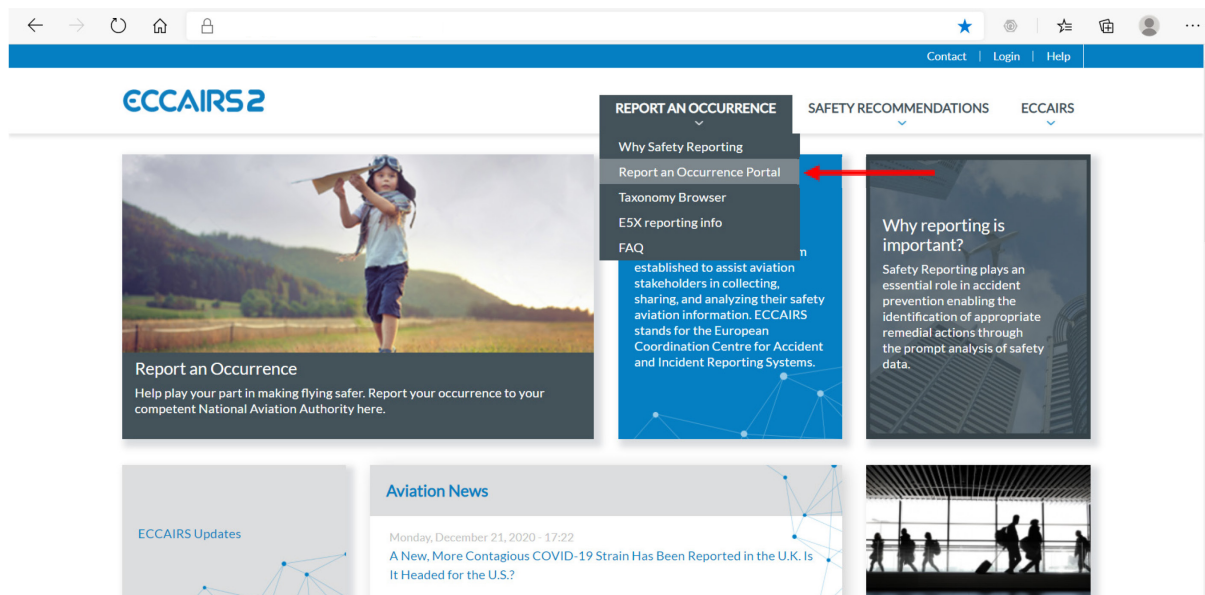 Contact | Login | Help
ECCAIRS 2
REPORT AN OCCURRENCE
SAFETY RECOMMENDATIONS
ECCAIRS
Why Safety Reporting
Report an Occurrence Portal
Taxonomy Browser
E5X reporting info
FAQ
Report an Occurrence
Help play your part in making flying safer. Report your occurrence to your
competent National Aviation Authority here.
m
established to assist aviation
stakeholders in collecting,
sharing, and analyzing their safety
aviation information. ECCAIRS
stands for the European
Coordination Centre for Accident
and Incident Reporting Systems.
Why reporting is
important?
Safety Reporting plays an
essential role in accident
prevention enabling the
identification of appropriate
remedial actions through
the prompt analysis of safety
data.
ECCAIRS Updates
Aviation News
Monday, December 21, 2020 - 17:22
A New, More Contagious COVID-19 Strain Has Been Reported in the U.K. Is
It Headed for the U.S.?